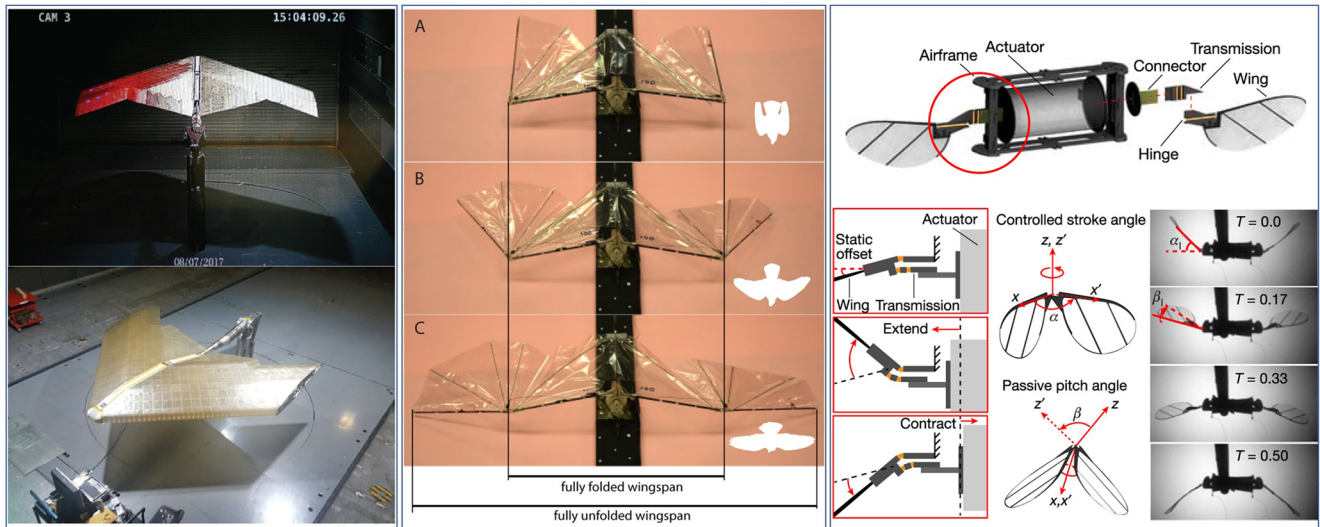 CAM 3
15:04:09.26
08/07/2017
A
B
C
fully folded wingspan
fully unfolded wingspan
Airframe
Actuator
Connector
Transmission
Wing
Hinge
Static
offset
Wing
Transmission
Actuator
Extend
Contract
Controlled stroke angle
z, z′
x
x′
α
Passive pitch angle
z′
β
z
x,x′
α₁
T = 0.0
β₁
T = 0.17
T = 0.33
T = 0.50